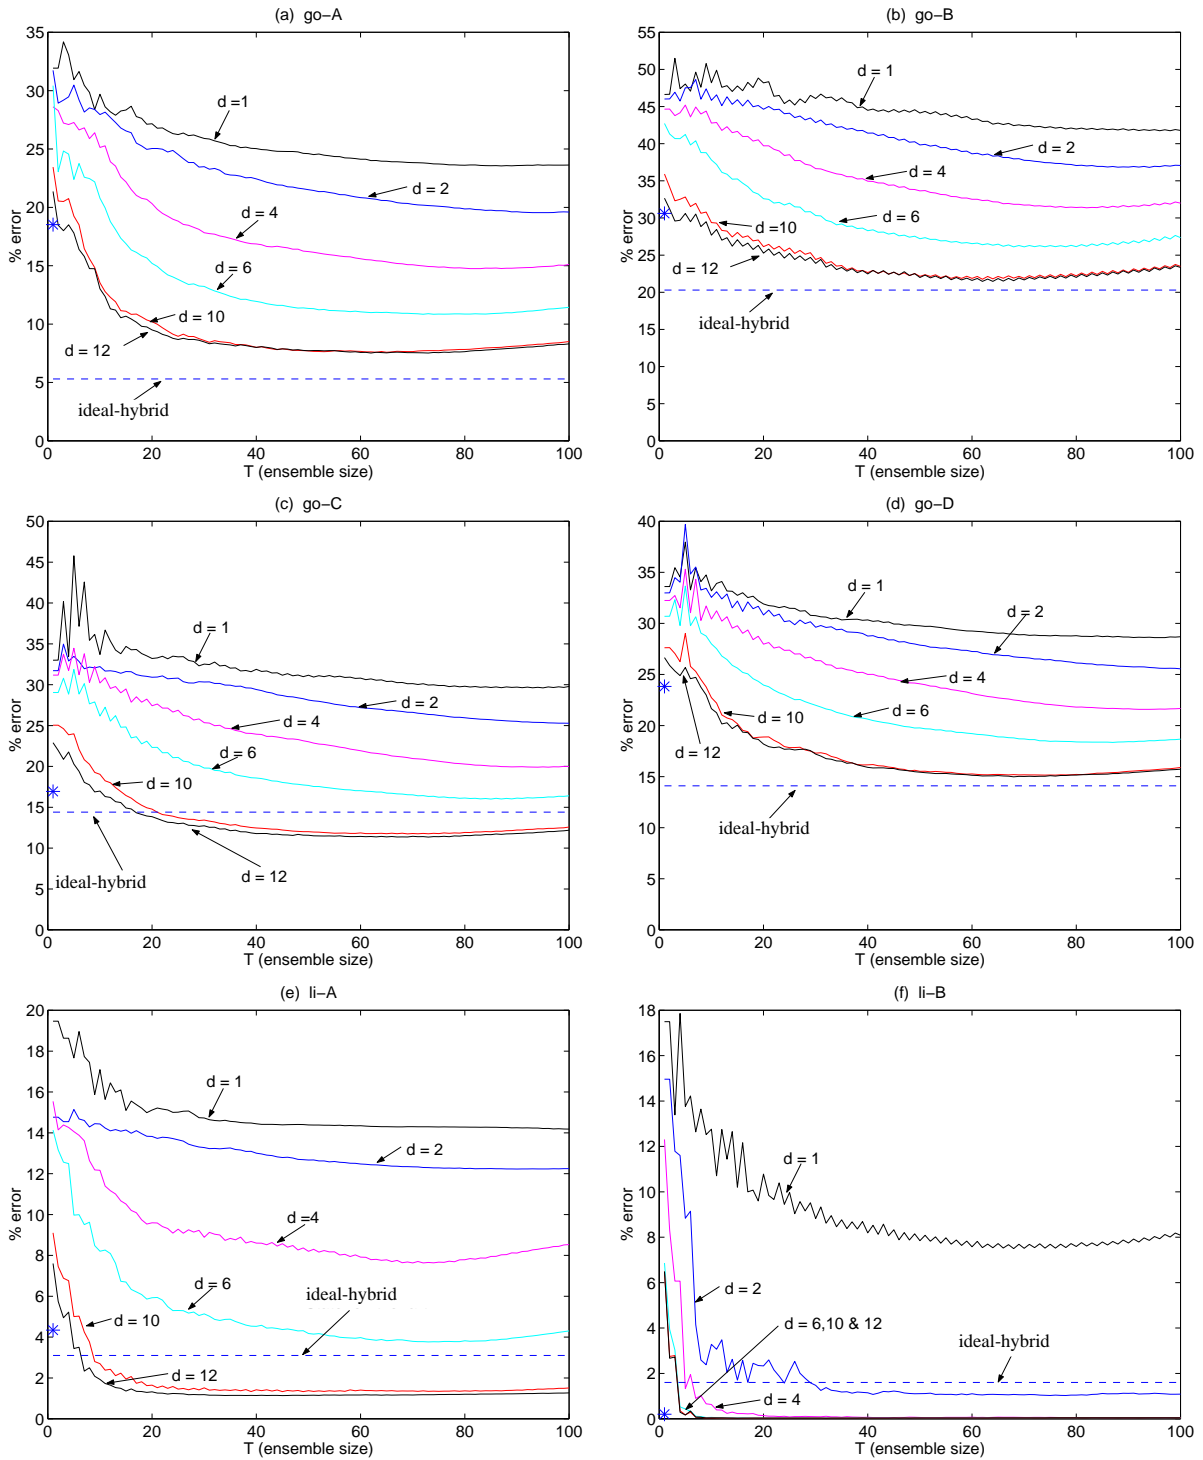 (a) go−A
35
30
25
20
15
10
5
0
% error
d =1
d = 2
d = 4
d = 6
d = 10
d = 12
ideal-hybrid
0 20 40 60 80 100
T (ensemble size)
(b) go−B
55
50
45
40
35
30
25
20
15
10
5
0
% error
d = 1
d = 2
d = 4
d = 6
d =10
d = 12
ideal-hybrid
0 20 40 60 80 100
T (ensemble size)
(c) go−C
50
45
40
35
30
25
20
15
10
5
0
% error
d = 1
d = 2
d = 4
d = 6
d = 10
ideal-hybrid
d = 12
0 20 40 60 80 100
T (ensemble size)
(d) go−D
40
35
30
25
20
15
10
5
0
% error
d = 1
d = 2
d = 4
d = 6
d = 10
d = 12
ideal-hybrid
0 20 40 60 80 100
T (ensemble size)
(e) li−A
20
18
16
14
12
10
8
6
4
2
0
% error
d = 1
d = 2
d =4
d = 6
ideal-hybrid
d = 10
d = 12
0 20 40 60 80 100
T (ensemble size)
(f) li−B
18
16
14
12
10
8
6
4
2
0
% error
d = 1
d = 2
d = 6,10 & 12
ideal-hybrid
d = 4
0 20 40 60 80 100
T (ensemble size)